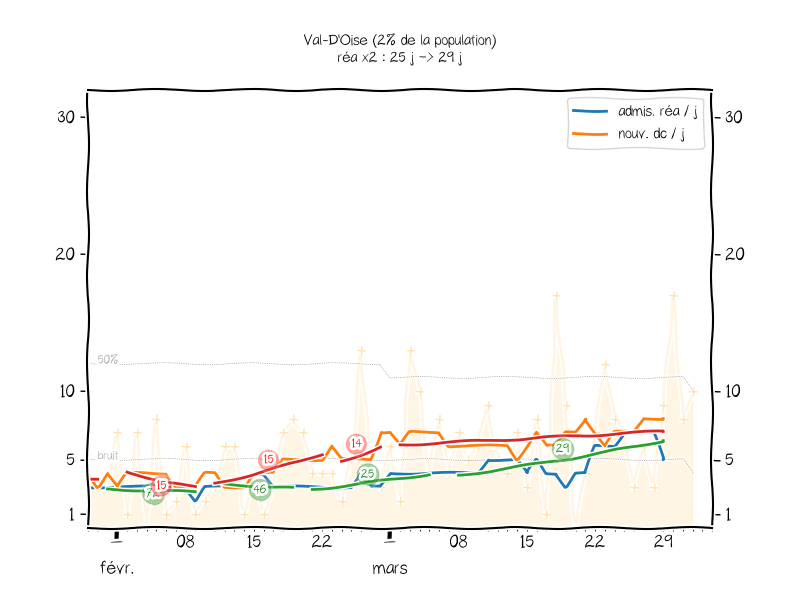 Val-D'Oise (2% de la population)
réa x2 : 25 j -> 29 j
admis. réa / j
nouv. dc / j
30 30
20 20
50%
10 10
14
15
29
25
bruit
5 5
15
46
1 1
1 08 15 22 1 08 15 22 29
févr. mars